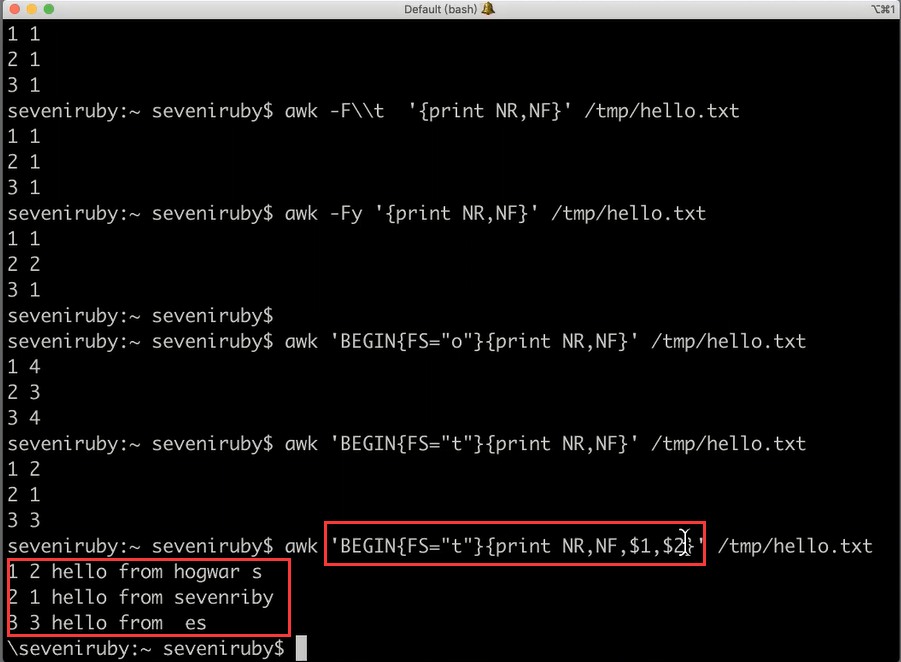 Default (bash) 🔔 ⌥⌘1
1 1
2 1
3 1
seveniruby:~ seveniruby$ awk -F\\t  '{print NR,NF}' /tmp/hello.txt
1 1
2 1
3 1
seveniruby:~ seveniruby$ awk -Fy '{print NR,NF}' /tmp/hello.txt
1 1
2 2
3 1
seveniruby:~ seveniruby$
seveniruby:~ seveniruby$ awk 'BEGIN{FS="o"}{print NR,NF}' /tmp/hello.txt
1 4
2 3
3 4
seveniruby:~ seveniruby$ awk 'BEGIN{FS="t"}{print NR,NF}' /tmp/hello.txt
1 2
2 1
3 3
seveniruby:~ seveniruby$ awk 'BEGIN{FS="t"}{print NR,NF,$1,$2}' /tmp/hello.txt
1 2 hello from hogwar s
2 1 hello from sevenriby
3 3 hello from  es
\seveniruby:~ seveniruby$